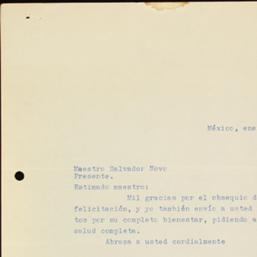 México, ene
Maestro Salvador Novo
Presente.
Estimado maestro:
Mil gracias por el obsequio d
felicitación, y yo también envío a usted
tos por su completo bienestar, pidiendo a
salud completa.
Abraza a usted cordialmente